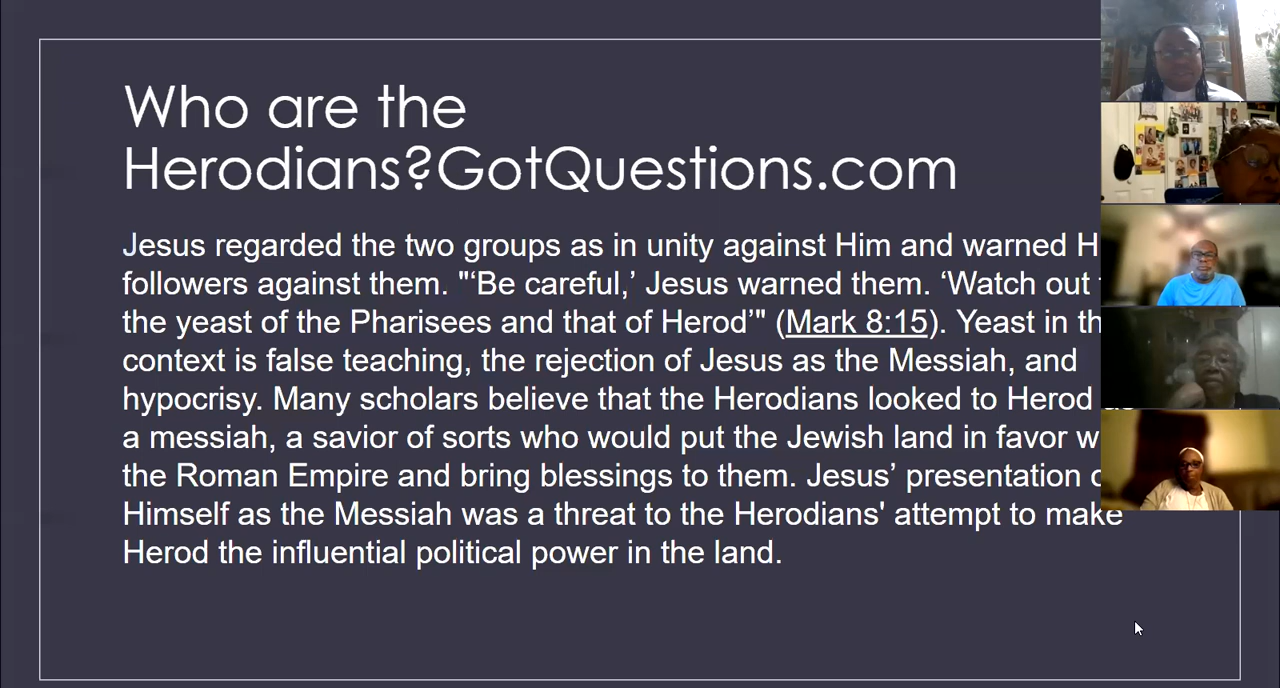 Who are the
Herodians?GotQuestions.com
Jesus regarded the two groups as in unity against Him and warned
followers against them. "‘Be careful,’ Jesus warned them. ‘Watch out
the yeast of the Pharisees and that of Herod’" (Mark 8:15). Yeast in
context is false teaching, the rejection of Jesus as the Messiah, and
hypocrisy. Many scholars believe that the Herodians looked to Herod as
a messiah, a savior of sorts who would put the Jewish land in favor
the Roman Empire and bring blessings to them. Jesus’ presentation
Himself as the Messiah was a threat to the Herodians' attempt to make
Herod the influential political power in the land.